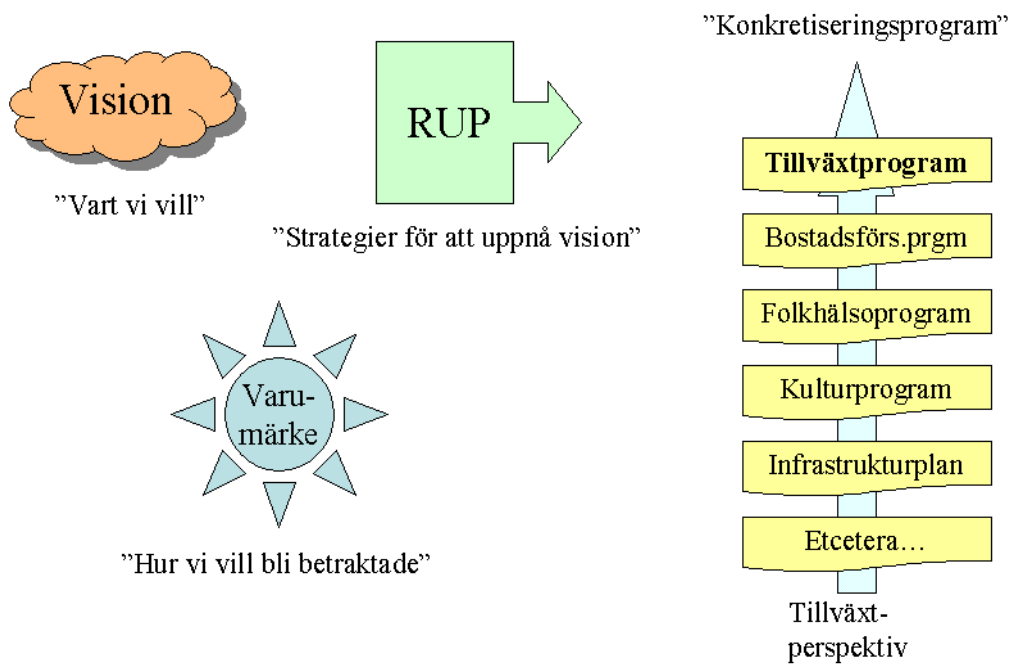 Vision
”Vart vi vill”
RUP
”Strategier för att uppnå vision”
Varu-
märke
”Hur vi vill bli betraktade”
”Konkretiseringsprogram”
Tillväxtprogram
Bostadsförs.prgm
Folkhälsoprogram
Kulturprogram
Infrastrukturplan
Etcetera…
Tillväxt-
perspektiv